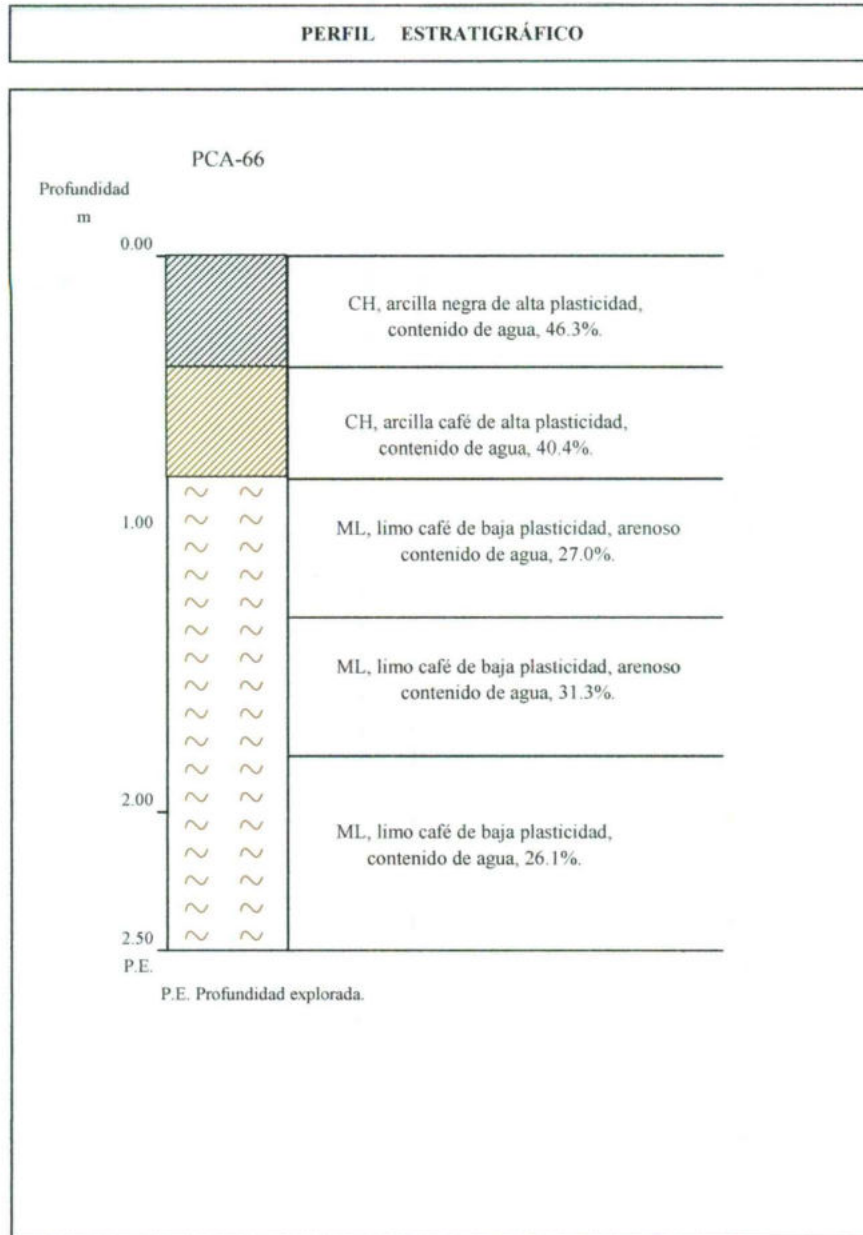 PERFIL ESTRATIGRÁFICO
PCA-66
Profundidad
m
0.00
CH, arcilla negra de alta plasticidad,
contenido de agua, 46.3%.
CH, arcilla café de alta plasticidad,
contenido de agua, 40.4%.
1.00
ML, limo café de baja plasticidad, arenoso
contenido de agua, 27.0%.
ML, limo café de baja plasticidad, arenoso
contenido de agua, 31.3%.
2.00
ML, limo café de baja plasticidad,
contenido de agua, 26.1%.
2.50
P.E.
P.E. Profundidad explorada.